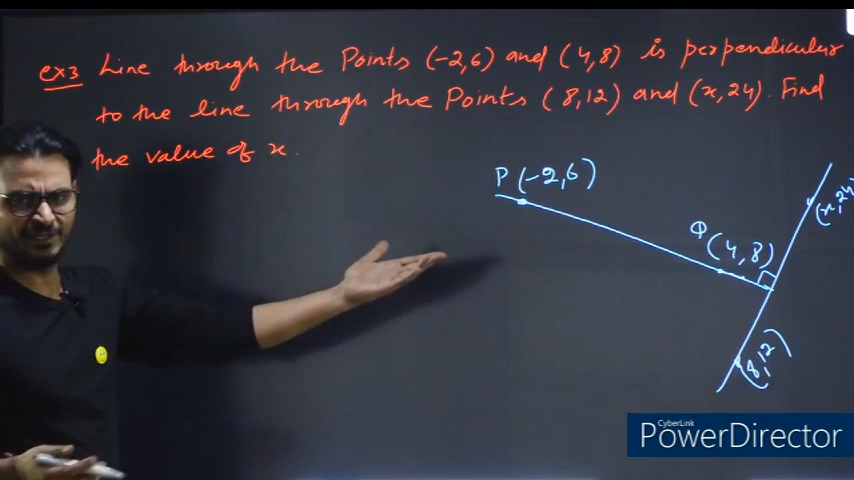 ex3 Line through the Points (-2,6) and (4,8) is perpendicular
to the line through the Points (8,12) and (x,24). Find
the value of x.
P(-2,6)
Q(4,8)
(x,24)
(8,12)
CyberLink
PowerDirector